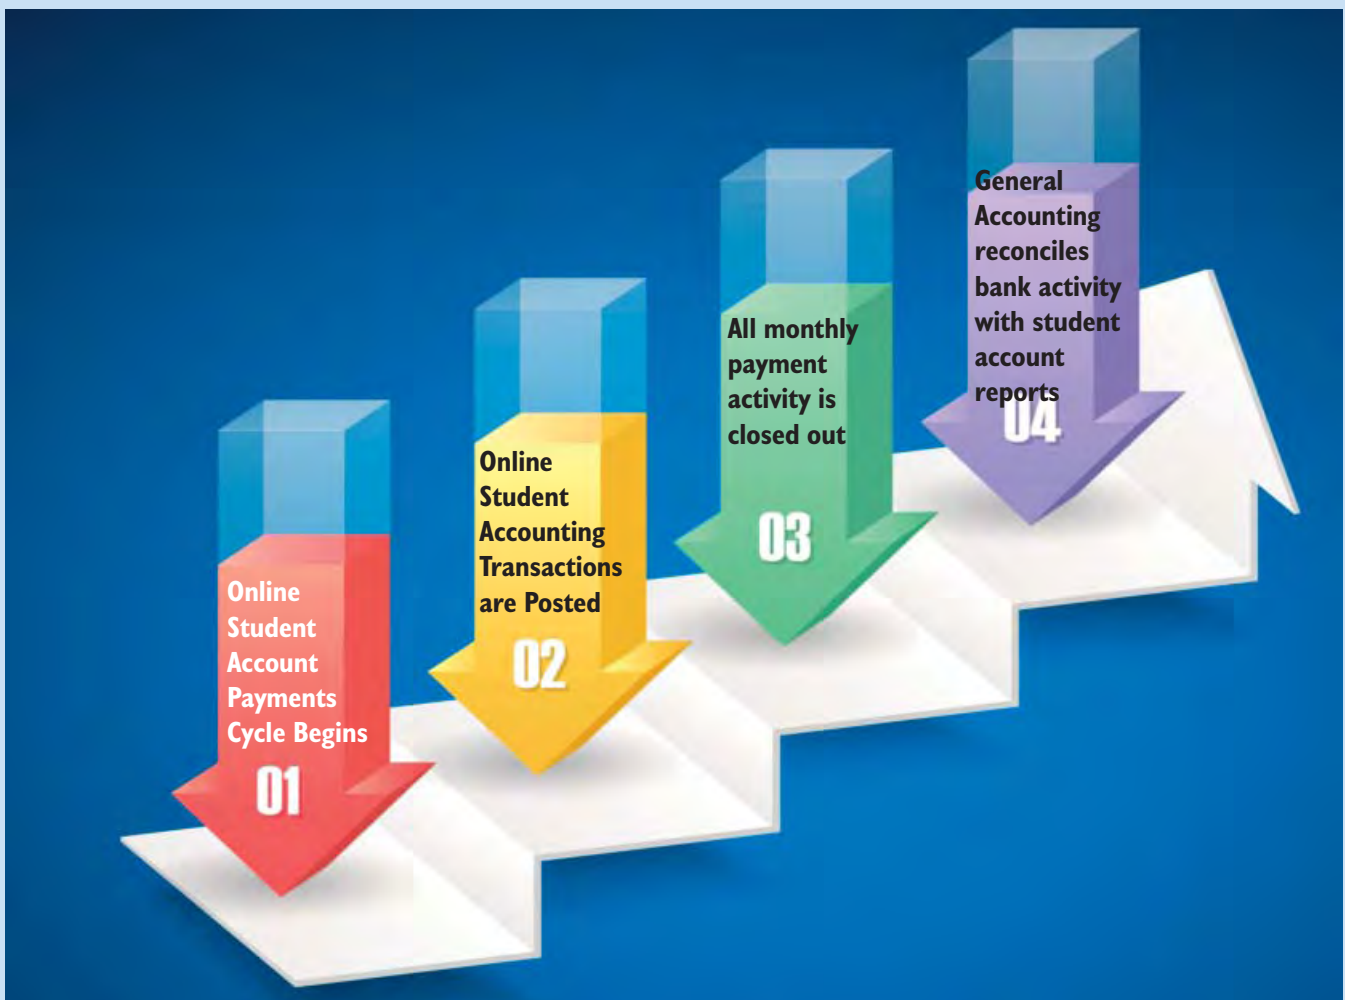 Online
Student
Account
Payments
Cycle Begins
01
Online
Student
Accounting
Transactions
are Posted
02
All monthly
payment
activity is
closed out
03
General
Accounting
reconciles
bank activity
with student
account
reports
04